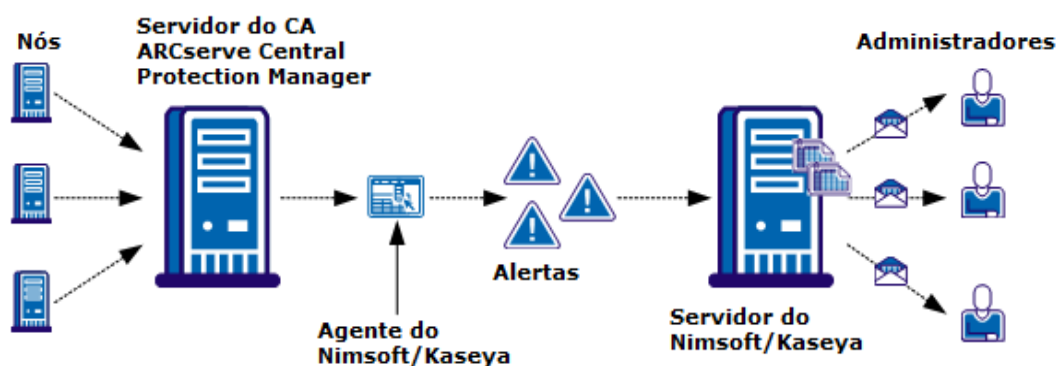 Nós
Servidor do CA
ARCserve Central
Protection Manager
Administradores
Alertas
Agente do
Nimsoft/Kaseya
Servidor do
Nimsoft/Kaseya